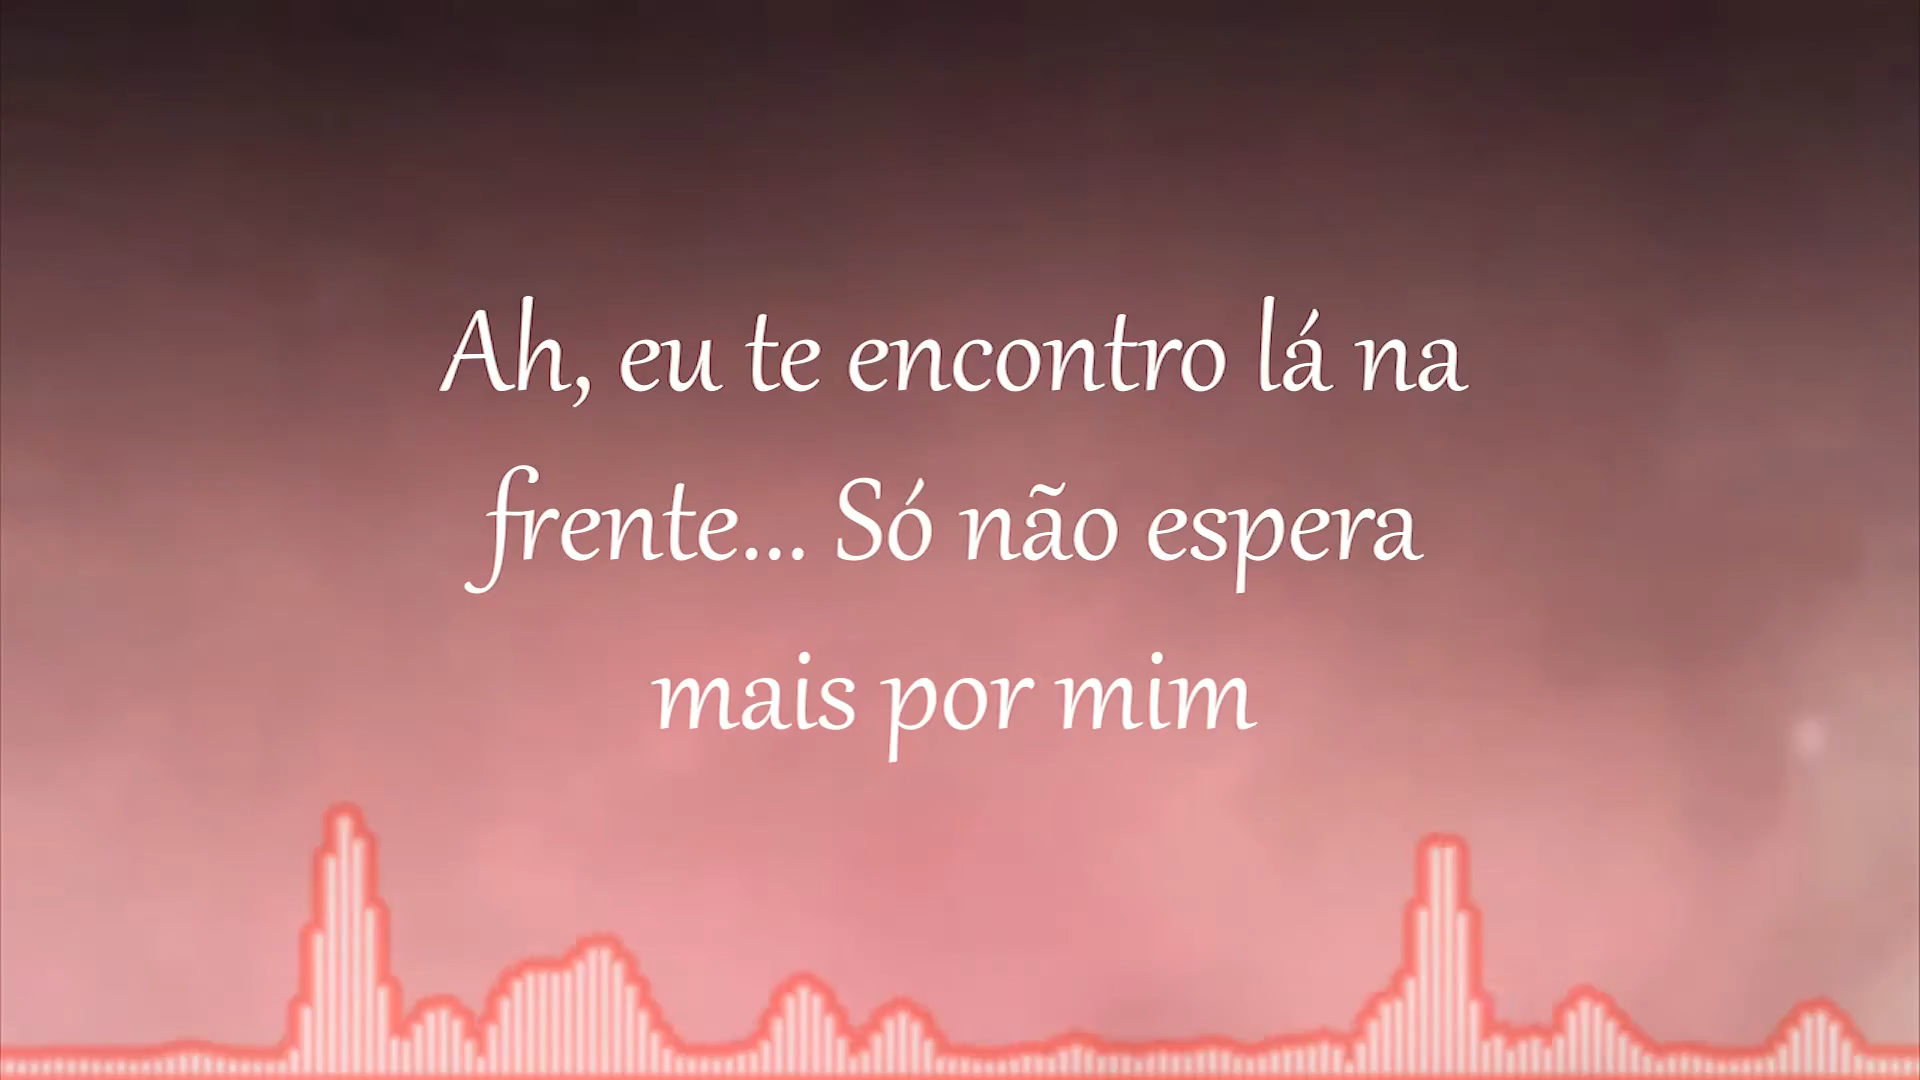 Ah, eu te encontro lá na
frente... Só não espera
mais por mim